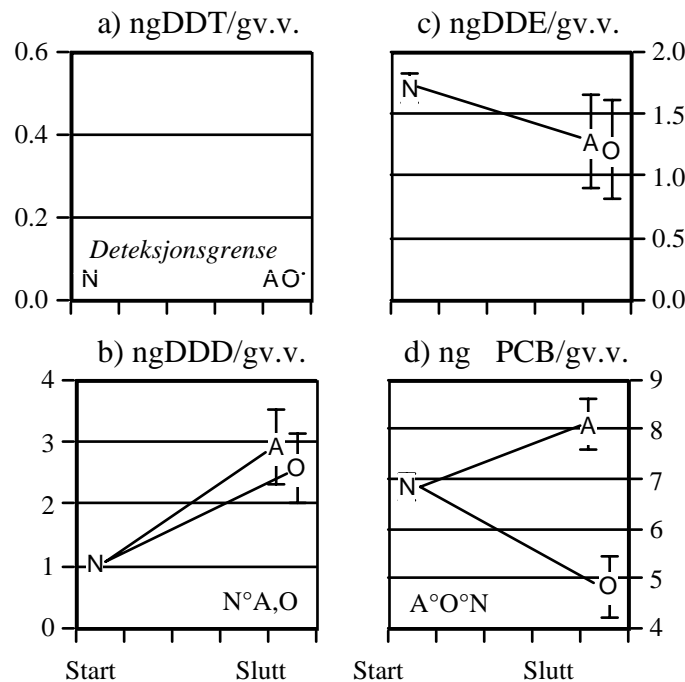 a) ngDDT/gv.v.
0.6
0.4
0.2
0.0
Deteksjonsgrense
N
A O
c) ngDDE/gv.v.
2.0
1.5
1.0
0.5
0.0
N
A
O
b) ngDDD/gv.v.
4
3
2
1
0
A
O
N
N°A,O
Start
Slutt
d) ng PCB/gv.v.
9
8
7
6
5
4
A
N
O
A°O°N
Start
Slutt